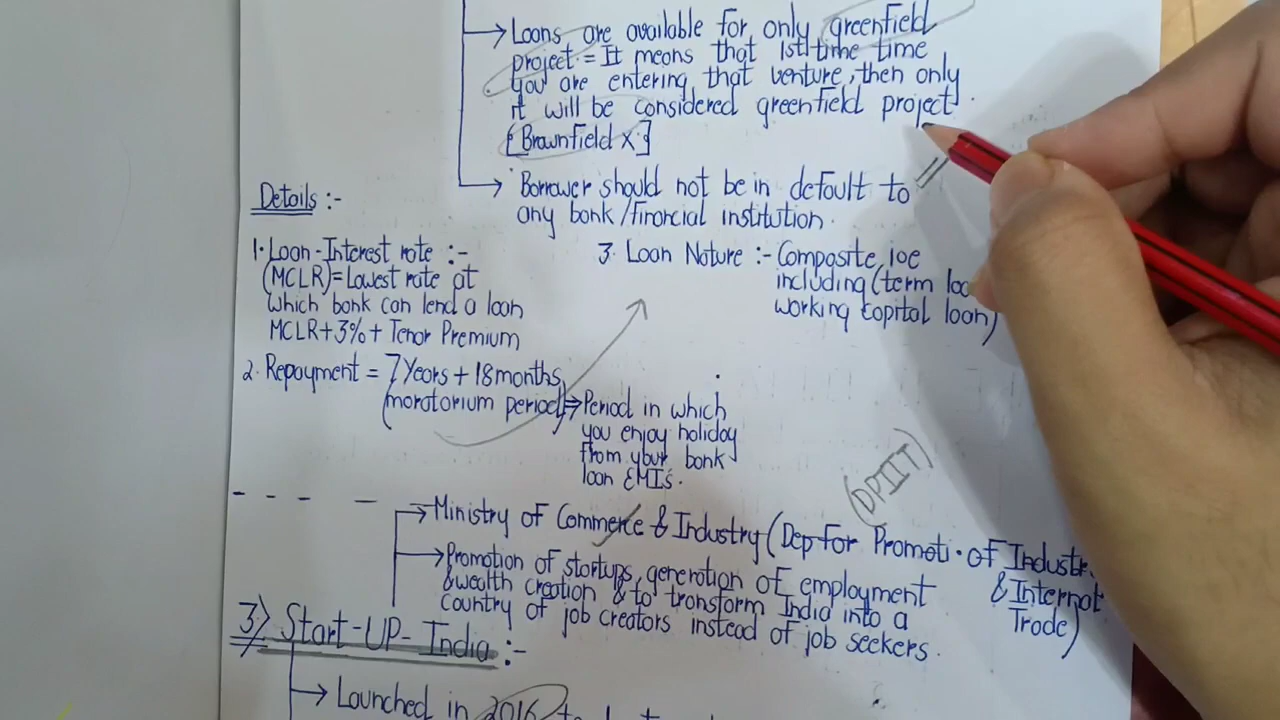 Loans are available for only greenfield
project = It means that 1st time time
you are entering that venture, then only
it will be considered greenfield project.
[Brownfield x]
Borrower should not be in default to
any bank/financial institution.
Details :-
1. Loan-Interest rate :-
(MCLR)=Lowest rate at
which bank can lend a loan
MCLR+3%+Tenor Premium
2. Repayment = 7 Years + 18 months
(moratorium period) ⇒ Period in which
you enjoy holiday
from your bank
loan EMI's.
3. Loan Nature :- Composite
including (term
working capital loan)
(DPIIT)
Ministry of Commerce & Industry (Dep for Promoti. of Industr
& Internat
Trade)
Promotion of startups, generation of employment
& wealth creation & to transform India into a
country of job creators instead of job seekers.
3) Start-UP-India :-
Launched in 2016 to